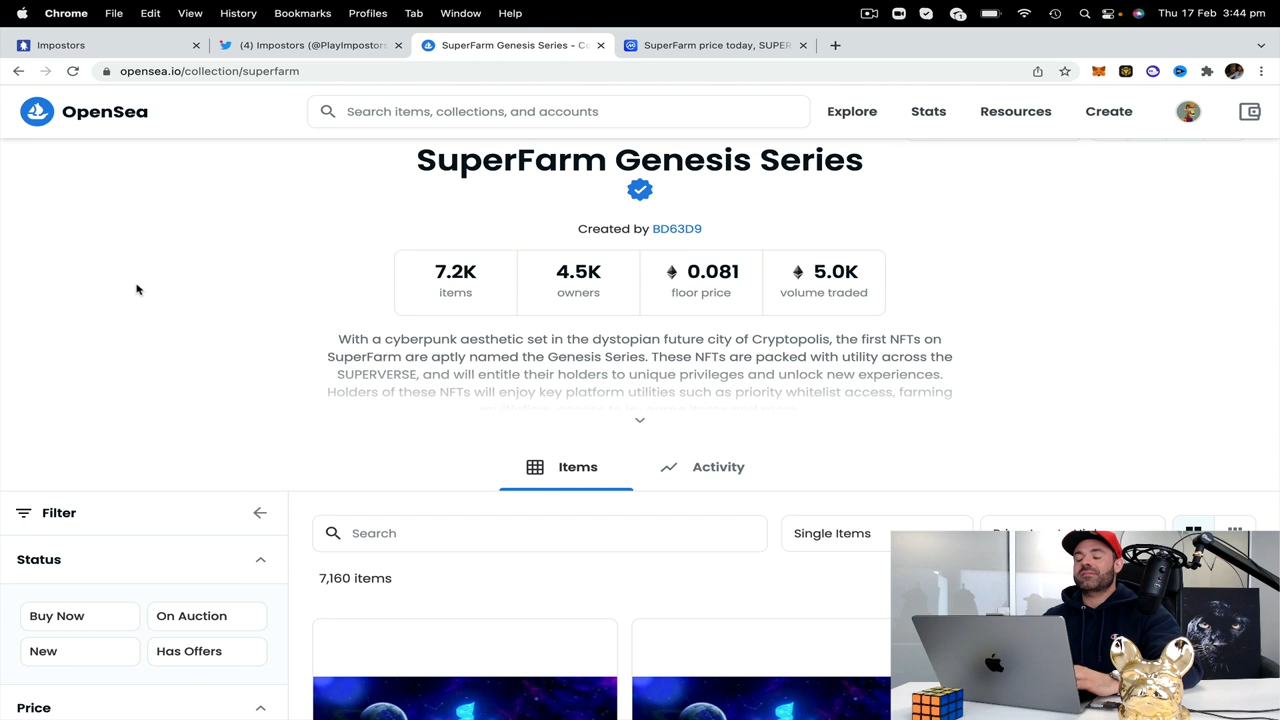 Chrome File Edit View History Bookmarks Profiles Tab Window Help
1
Thu 17 Feb 3:44 pm
Impostors
(4) Impostors (@PlayImpostors
SuperFarm Genesis Series - Co
SuperFarm price today, SUPER
opensea.io/collection/superfarm
OpenSea
Search items, collections, and accounts
Explore
Stats
Resources
Create
SuperFarm Genesis Series
Created by BD63D9
7.2K
items
4.5K
owners
0.081
floor price
5.0K
volume traded
With a cyberpunk aesthetic set in the dystopian future city of Cryptopolis, the first NFTs on
SuperFarm are aptly named the Genesis Series. These NFTs are packed with utility across the
SUPERVERSE, and will entitle their holders to unique privileges and unlock new experiences.
Holders of these NFTs will enjoy key platform utilities such as priority whitelist access, farming
Items
Activity
Filter
Search
Single Items
Status
7,160 items
Buy Now
On Auction
New
Has Offers
Price